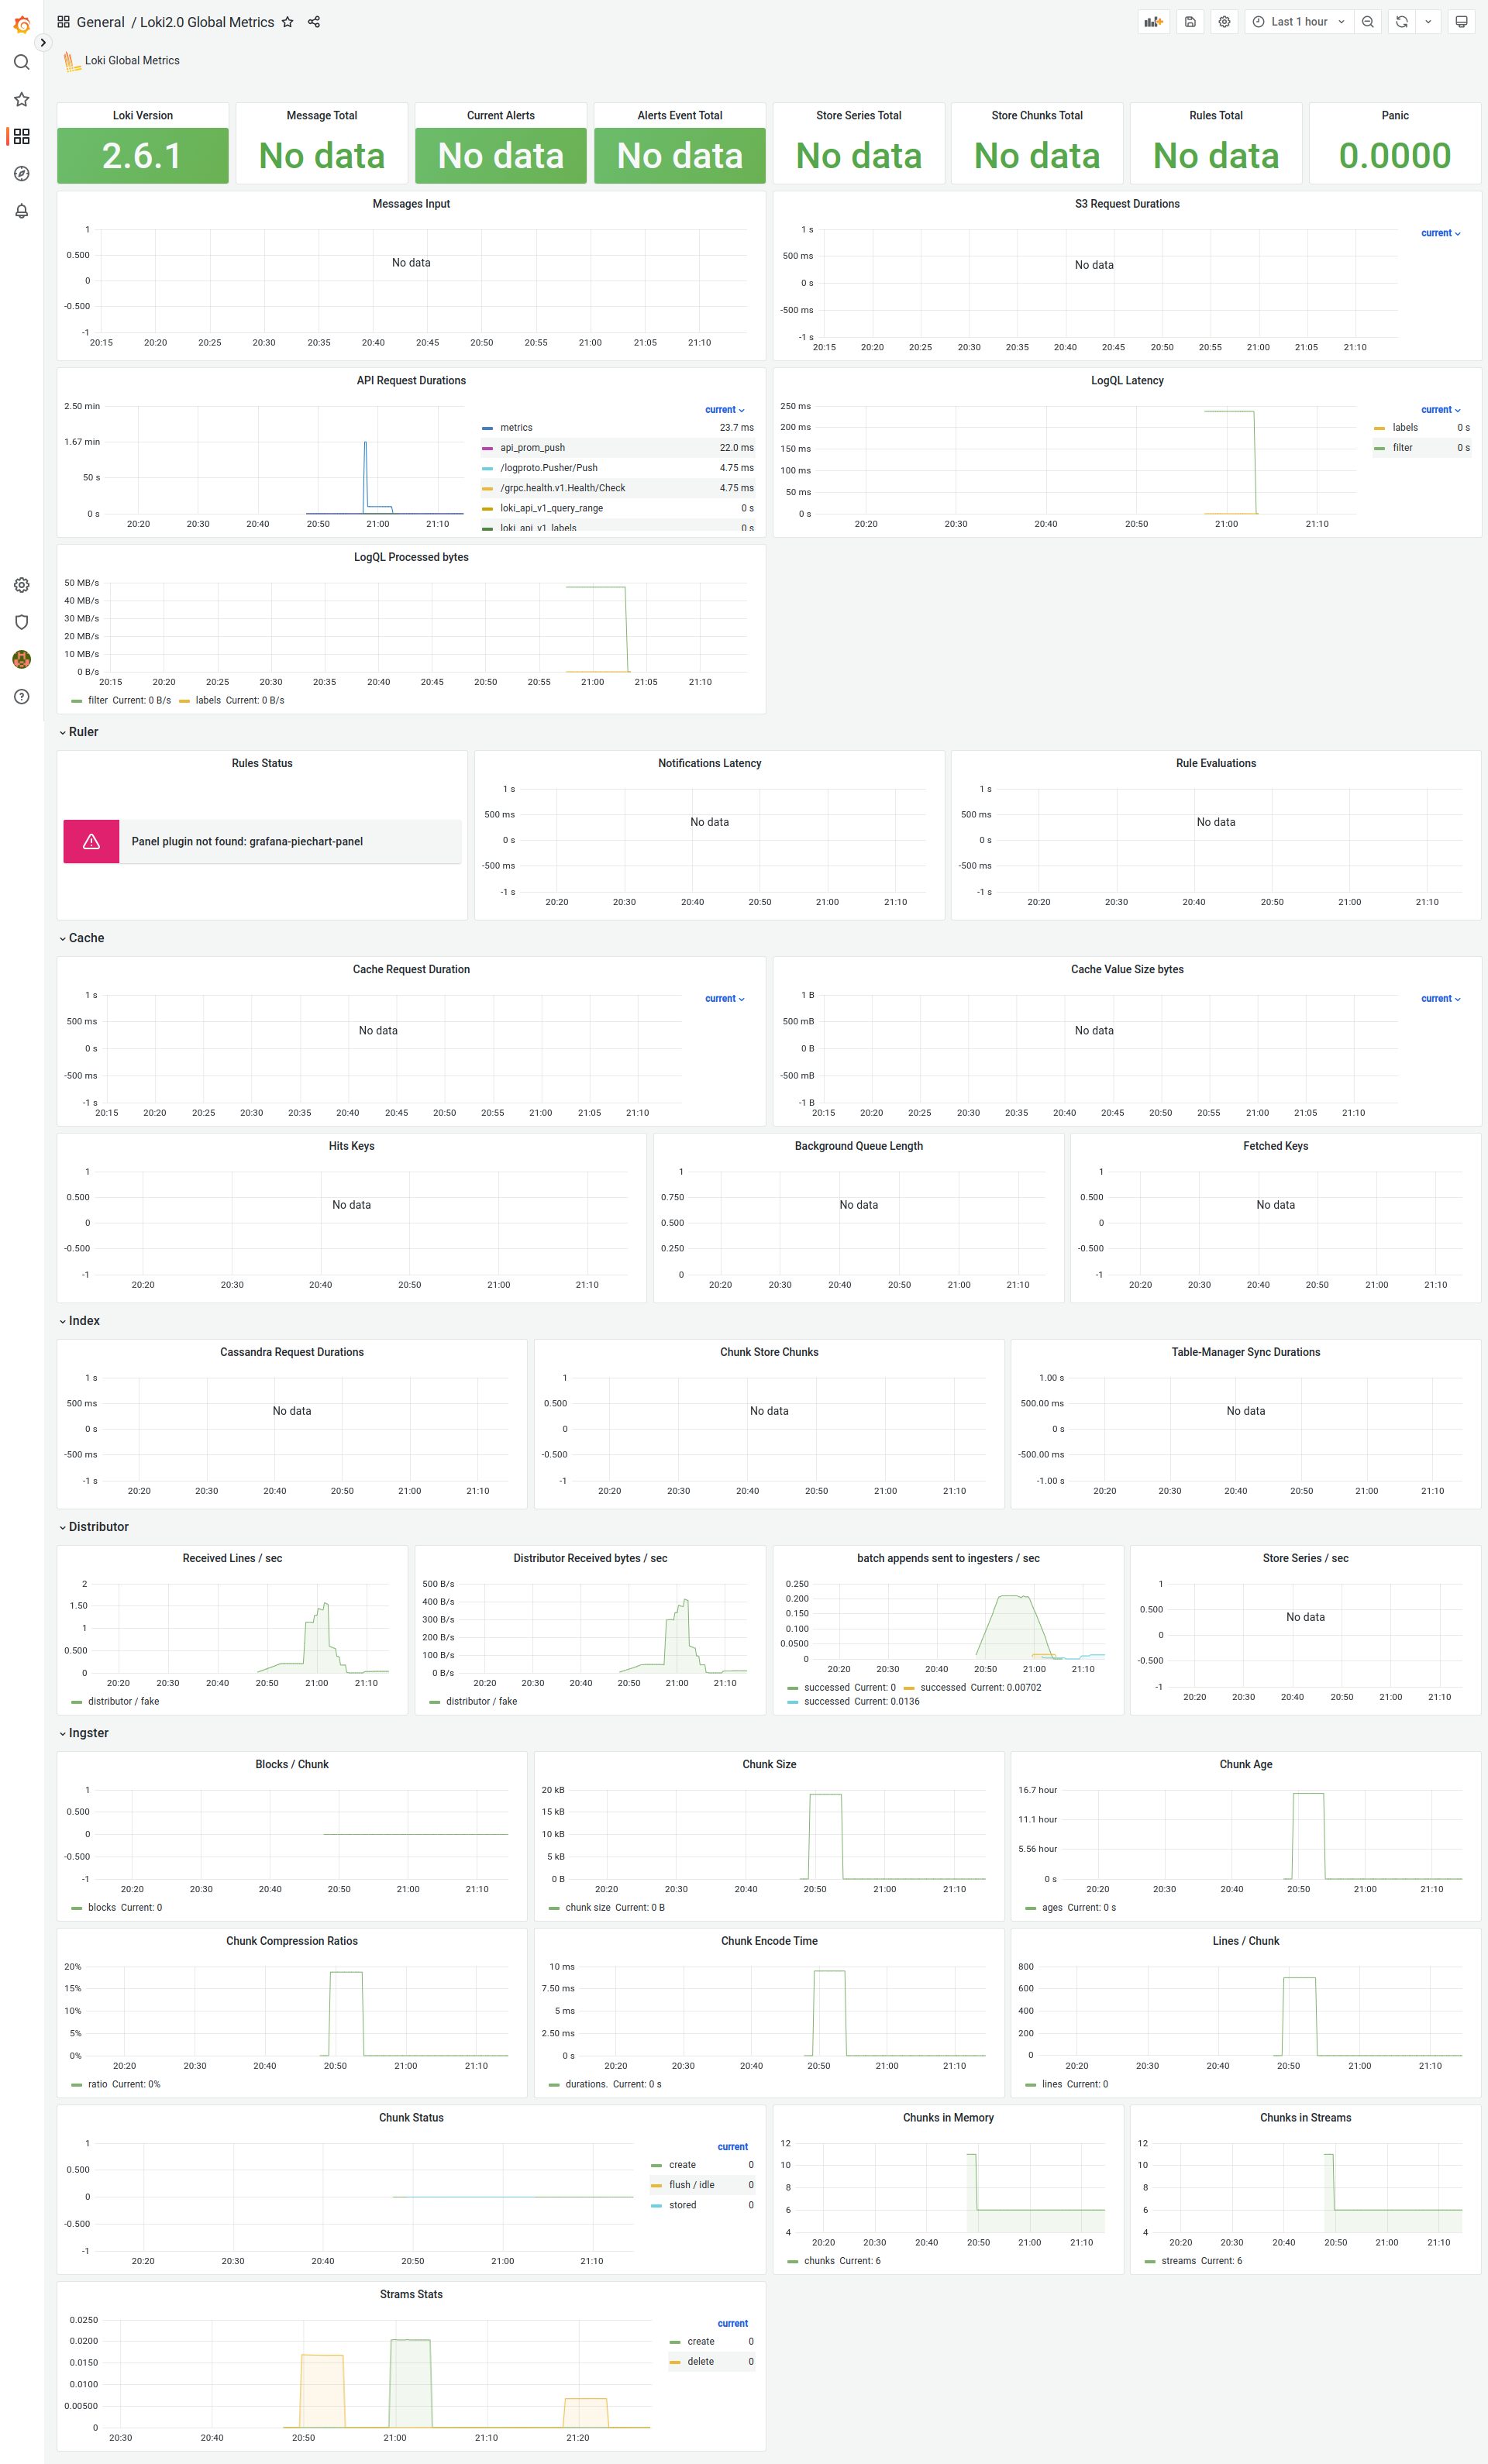 General / Loki2.0 Global Metrics
Last 1 hour
Loki Global Metrics
Loki Version
2.6.1
Message Total
No data
Current Alerts
No data
Alerts Event Total
No data
Store Series Total
No data
Store Chunks Total
No data
Rules Total
No data
Panic
0.0000
Messages Input
1
0.500
0
-0.500
-1
No data
20:15 20:20 20:25 20:30 20:35 20:40 20:45 20:50 20:55 21:00 21:05 21:10
S3 Request Durations
1 s
500 ms
0 s
-500 ms
-1 s
No data
20:15 20:20 20:25 20:30 20:35 20:40 20:45 20:50 20:55 21:00 21:05 21:10
current
API Request Durations
2.50 min
1.67 min
50 s
0 s
20:20 20:30 20:40 20:50 21:00 21:10
current
metrics 23.7 ms
api_prom_push 22.0 ms
/logproto.Pusher/Push 4.75 ms
/grpc.health.v1.Health/Check 4.75 ms
loki_api_v1_query_range 0 s
loki_api_v1_labels 0 s
LogQL Latency
250 ms
200 ms
150 ms
100 ms
50 ms
0 s
20:20 20:30 20:40 20:50 21:00 21:10
current
labels 0 s
filter 0 s
LogQL Processed bytes
50 MB/s
40 MB/s
30 MB/s
20 MB/s
10 MB/s
0 B/s
20:15 20:20 20:25 20:30 20:35 20:40 20:45 20:50 20:55 21:00 21:05 21:10
filter Current: 0 B/s labels Current: 0 B/s
Ruler
Rules Status
Panel plugin not found: grafana-piechart-panel
Notifications Latency
1 s
500 ms
0 s
-500 ms
-1 s
No data
20:20 20:30 20:40 20:50 21:00 21:10
Rule Evaluations
1 s
500 ms
0 s
-500 ms
-1 s
No data
20:20 20:30 20:40 20:50 21:00 21:10
Cache
Cache Request Duration
1 s
500 ms
0 s
-500 ms
-1 s
No data
20:15 20:20 20:25 20:30 20:35 20:40 20:45 20:50 20:55 21:00 21:05 21:10
current
Cache Value Size bytes
1 B
500 mB
0 B
-500 mB
-1 B
No data
20:15 20:20 20:25 20:30 20:35 20:40 20:45 20:50 20:55 21:00 21:05 21:10
current
Hits Keys
1
0.500
0
-0.500
-1
No data
20:20 20:30 20:40 20:50 21:00 21:10
Background Queue Length
1
0.750
0.500
0.250
0
No data
20:20 20:30 20:40 20:50 21:00 21:10
Fetched Keys
1
0.500
0
-0.500
-1
No data
20:20 20:30 20:40 20:50 21:00 21:10
Index
Cassandra Request Durations
1 s
500 ms
0 s
-500 ms
-1 s
No data
20:20 20:30 20:40 20:50 21:00 21:10
Chunk Store Chunks
1
0.500
0
-0.500
-1
No data
20:20 20:30 20:40 20:50 21:00 21:10
Table-Manager Sync Durations
1.00 s
500.00 ms
0 s
-500.00 ms
-1.00 s
No data
20:20 20:30 20:40 20:50 21:00 21:10
Distributor
Received Lines / sec
2
1.50
1
0.500
0
20:20 20:30 20:40 20:50 21:00 21:10
distributor / fake
Distributor Received bytes / sec
500 B/s
400 B/s
300 B/s
200 B/s
100 B/s
0 B/s
20:20 20:30 20:40 20:50 21:00 21:10
distributor / fake
batch appends sent to ingesters / sec
0.250
0.200
0.150
0.100
0.0500
0
20:20 20:30 20:40 20:50 21:00 21:10
successed Current: 0 successed Current: 0.00702
successed Current: 0.0136
Store Series / sec
1
0.500
0
-0.500
-1
No data
20:20 20:30 20:40 20:50 21:00 21:10
Ingster
Blocks / Chunk
1
0.500
0
-0.500
-1
20:20 20:30 20:40 20:50 21:00 21:10
blocks Current: 0
Chunk Size
20 kB
15 kB
10 kB
5 kB
0 B
20:20 20:30 20:40 20:50 21:00 21:10
chunk size Current: 0 B
Chunk Age
16.7 hour
11.1 hour
5.56 hour
0 s
20:20 20:30 20:40 20:50 21:00 21:10
ages Current: 0 s
Chunk Compression Ratios
20%
15%
10%
5%
0%
20:20 20:30 20:40 20:50 21:00 21:10
ratio Current: 0%
Chunk Encode Time
10 ms
7.50 ms
5 ms
2.50 ms
0 s
20:20 20:30 20:40 20:50 21:00 21:10
durations. Current: 0 s
Lines / Chunk
800
600
400
200
0
20:20 20:30 20:40 20:50 21:00 21:10
lines Current: 0
Chunk Status
1
0.500
0
-0.500
-1
20:20 20:30 20:40 20:50 21:00 21:10
current
create 0
flush / idle 0
stored 0
Chunks in Memory
12
10
8
6
4
20:20 20:30 20:40 20:50 21:00 21:10
chunks Current: 6
Chunks in Streams
12
10
8
6
4
20:20 20:30 20:40 20:50 21:00 21:10
streams Current: 6
Strams Stats
0.0250
0.0200
0.0150
0.0100
0.00500
0
20:30 20:40 20:50 21:00 21:10 21:20
current
create 0
delete 0